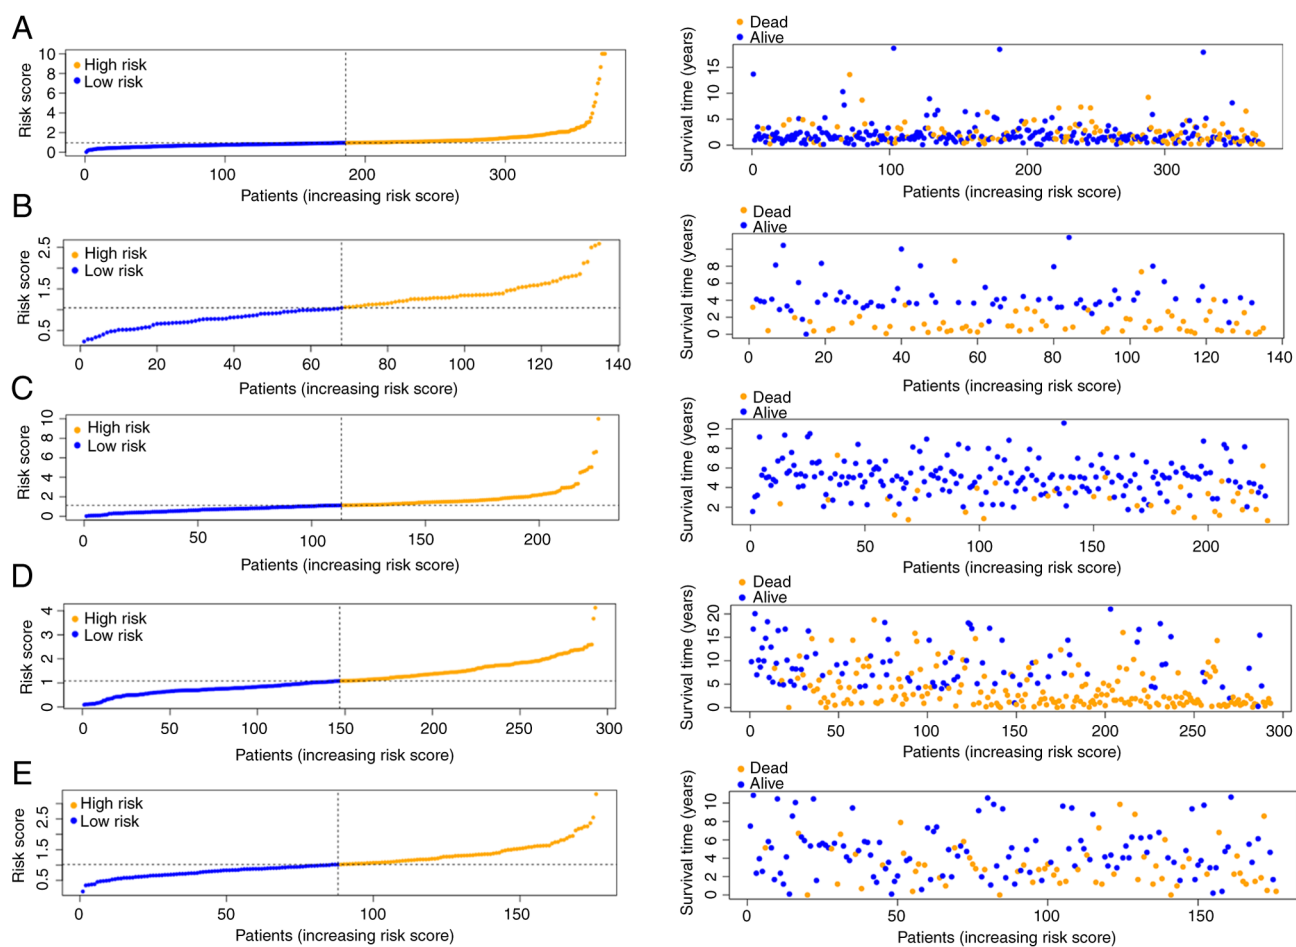 A
Risk score
10
8
6
4
2
0
High risk
Low risk
0 100 200 300
Patients (increasing risk score)
Dead
Alive
Survival time (years)
15
10
5
0
0 100 200 300
Patients (increasing risk score)
B
Risk score
2.5
1.5
0.5
High risk
Low risk
0 20 40 60 80 100 120 140
Patients (increasing risk score)
Dead
Alive
Survival time (years)
8
6
4
2
0
0 20 40 60 80 100 120 140
Patients (increasing risk score)
C
Risk score
10
8
6
4
2
0
High risk
Low risk
0 50 100 150 200
Patients (increasing risk score)
Dead
Alive
Survival time (years)
10
8
6
4
2
0 50 100 150 200
Patients (increasing risk score)
D
Risk score
4
3
2
1
0
High risk
Low risk
0 50 100 150 200 250 300
Patients (increasing risk score)
Dead
Alive
Survival time (years)
20
15
10
5
0
0 50 100 150 200 250 300
Patients (increasing risk score)
E
Risk score
2.5
1.5
0.5
High risk
Low risk
0 50 100 150
Patients (increasing risk score)
Dead
Alive
Survival time (years)
10
8
6
4
2
0
0 50 100 150
Patients (increasing risk score)